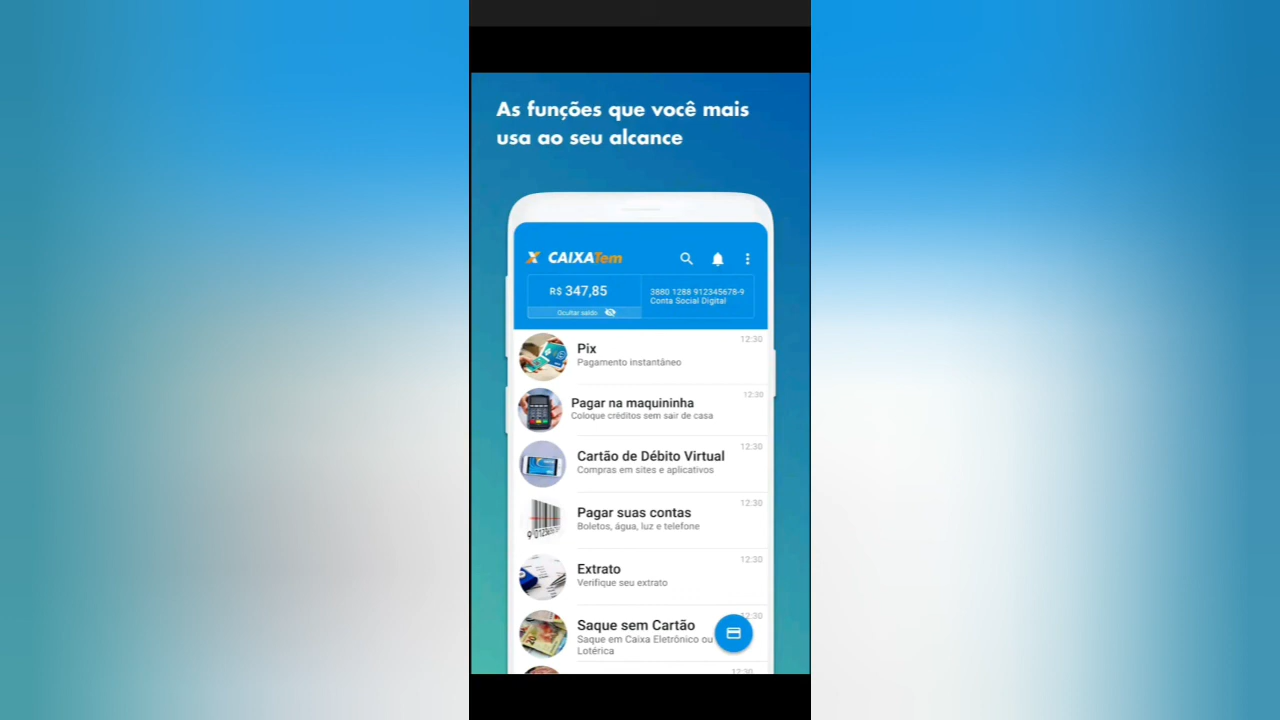 As funções que você mais
usa ao seu alcance
CAIXATem
R$ 347,85
3880 1288 912345678-9
Conta Social Digital
Ocultar saldo
12:30
Pix
Pagamento instantâneo
12:30
Pagar na maquininha
Coloque créditos sem sair de casa
12:30
Cartão de Débito Virtual
Compras em sites e aplicativos
12:30
Pagar suas contas
Boletos, água, luz e telefone
12:30
Extrato
Verifique seu extrato
12:30
Saque sem Cartão
Saque em Caixa Eletrônico ou
Lotérica
12:30